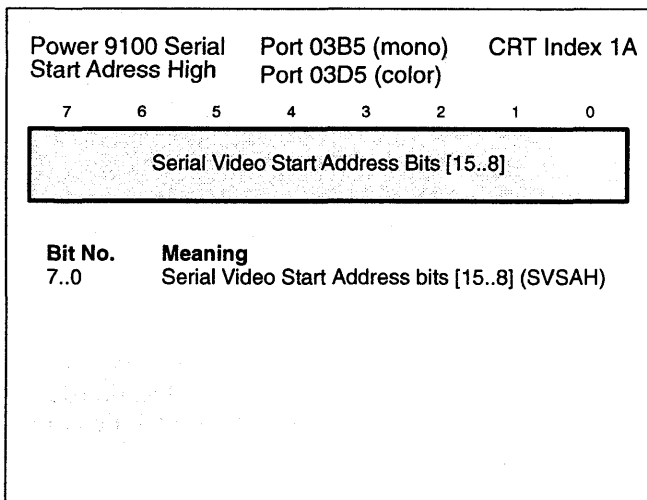 Power 9100 Serial Port 03B5 (mono) CRT Index 1A
Start Adress High Port 03D5 (color)
7 6 5 4 3 2 1 0
Serial Video Start Address Bits [15..8]
Bit No. Meaning
7..0 Serial Video Start Address bits [15..8] (SVSAH)